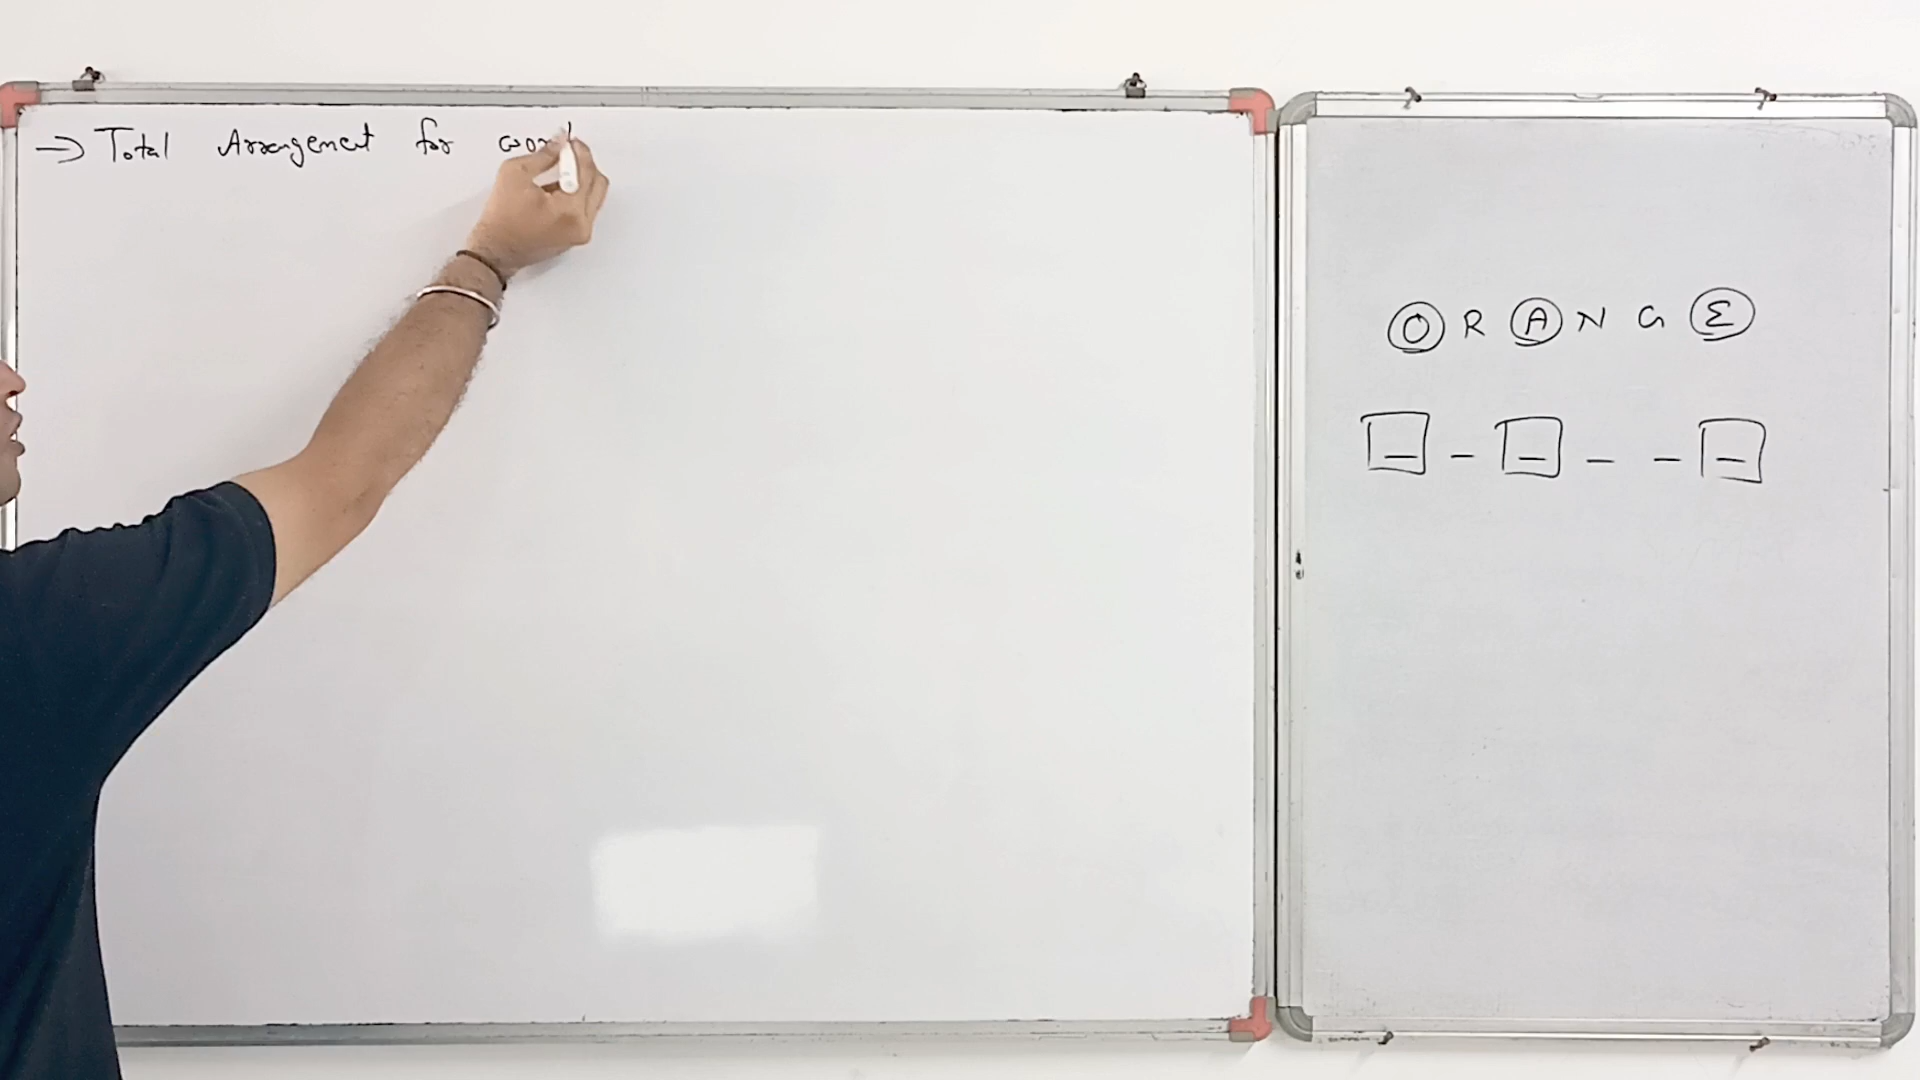 → Total Arrangement for word
O R A N G E
_ _ _ _ _ _